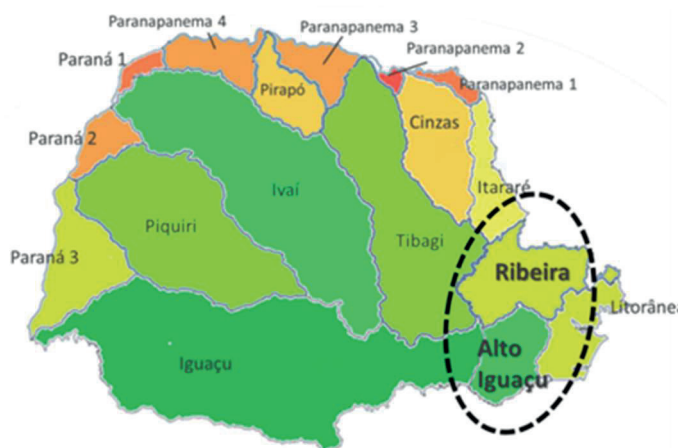 Paranapanema 4
Paranapanema 3
Paraná 1
Paranapanema 2
Paranapanema 1
Pirapó
Cinzas
Paraná 2
Itararé
Ivaí
Piquiri
Tibagi
Paraná 3
Ribeira
Litorânea
Iguaçu
Alto
Iguaçu